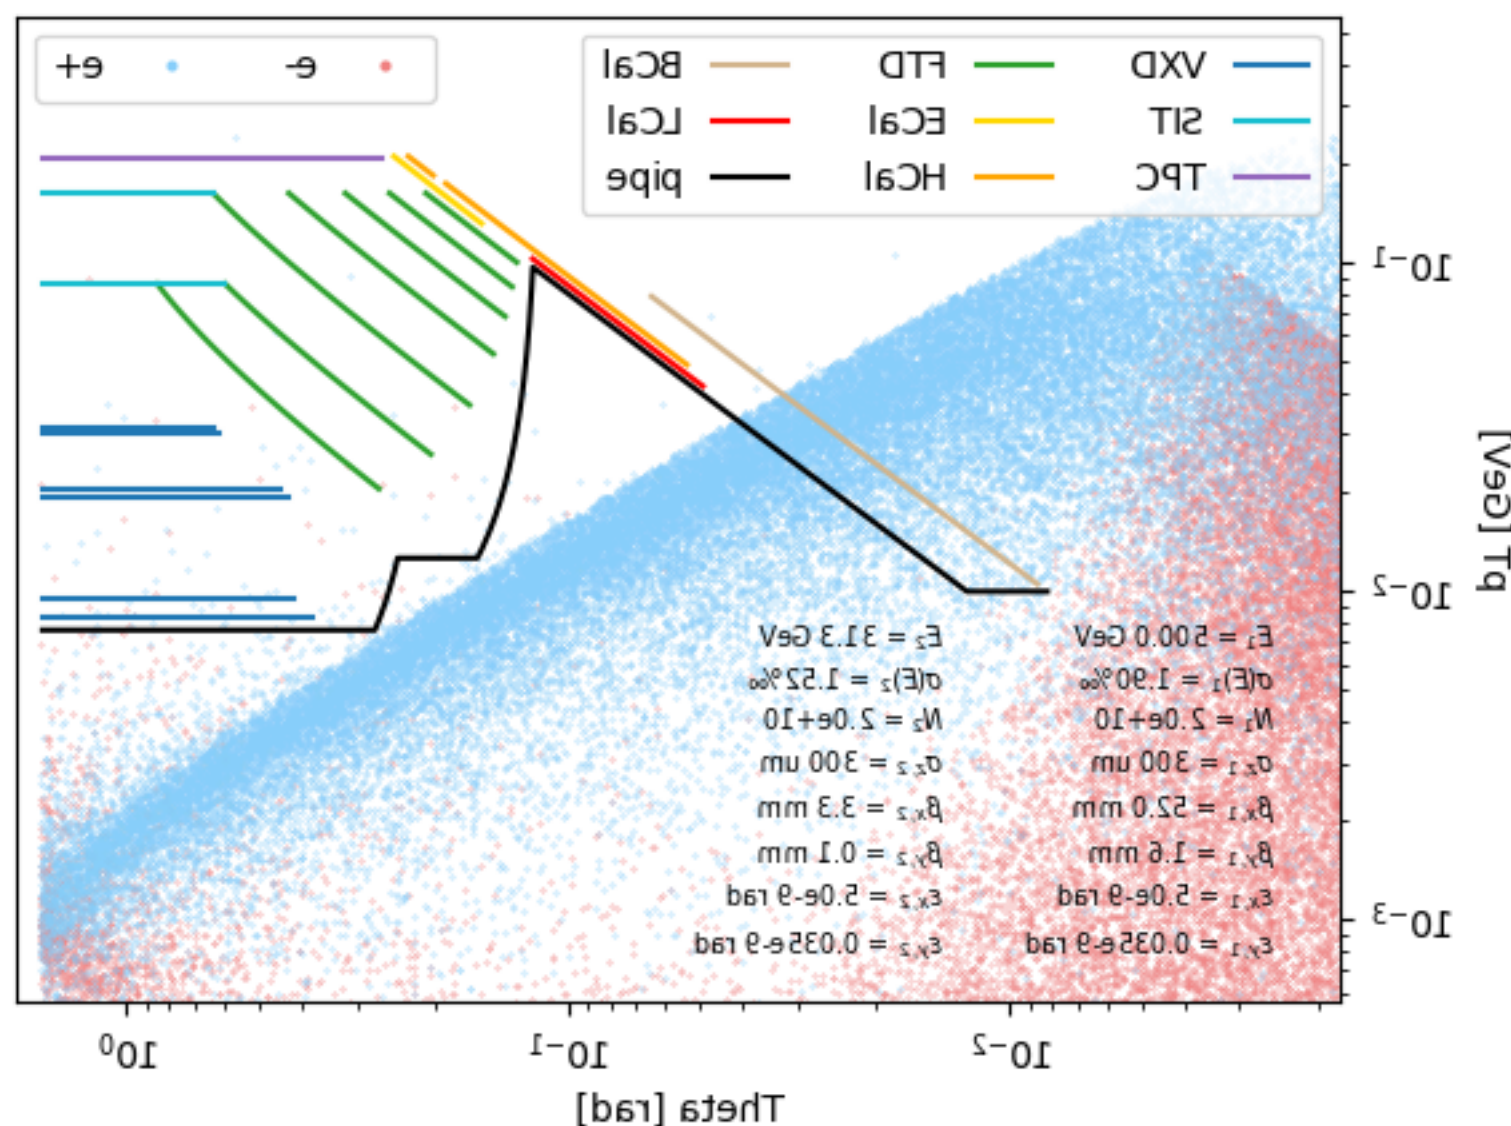 VXD FTD BCal
SIT ECal LCal
TPC HCal pipe
e- e+
pT [GeV]
10⁻¹
10⁻²
10⁻³
E₁ = 500.0 GeV E₂ = 31.3 GeV
σ(E)₁ = 1.90‰ σ(E)₂ = 1.52‰
N₁ = 2.0e+10 N₂ = 2.0e+10
σz,1 = 300 um σz,2 = 300 um
βx,1 = 52.0 mm βx,2 = 3.3 mm
βy,1 = 1.6 mm βy,2 = 0.1 mm
εx,1 = 5.0e-9 rad εx,2 = 5.0e-9 rad
εy,1 = 0.035e-9 rad εy,2 = 0.035e-9 rad
10⁻² 10⁻¹ 10⁰
Theta [rad]